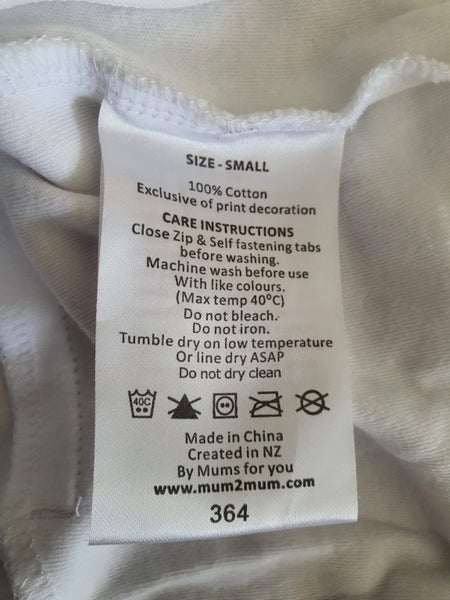 SIZE - SMALL
100% Cotton
Exclusive of print decoration
CARE INSTRUCTIONS
Close Zip & Self fastening tabs
before washing.
Machine wash before use
With like colours.
(Max temp 40ºC)
Do not bleach.
Do not iron.
Tumble dry on low temperature
Or line dry ASAP
Do not dry clean
40C
Made in China
Created in NZ
By Mums for you
www.mum2mum.com
364